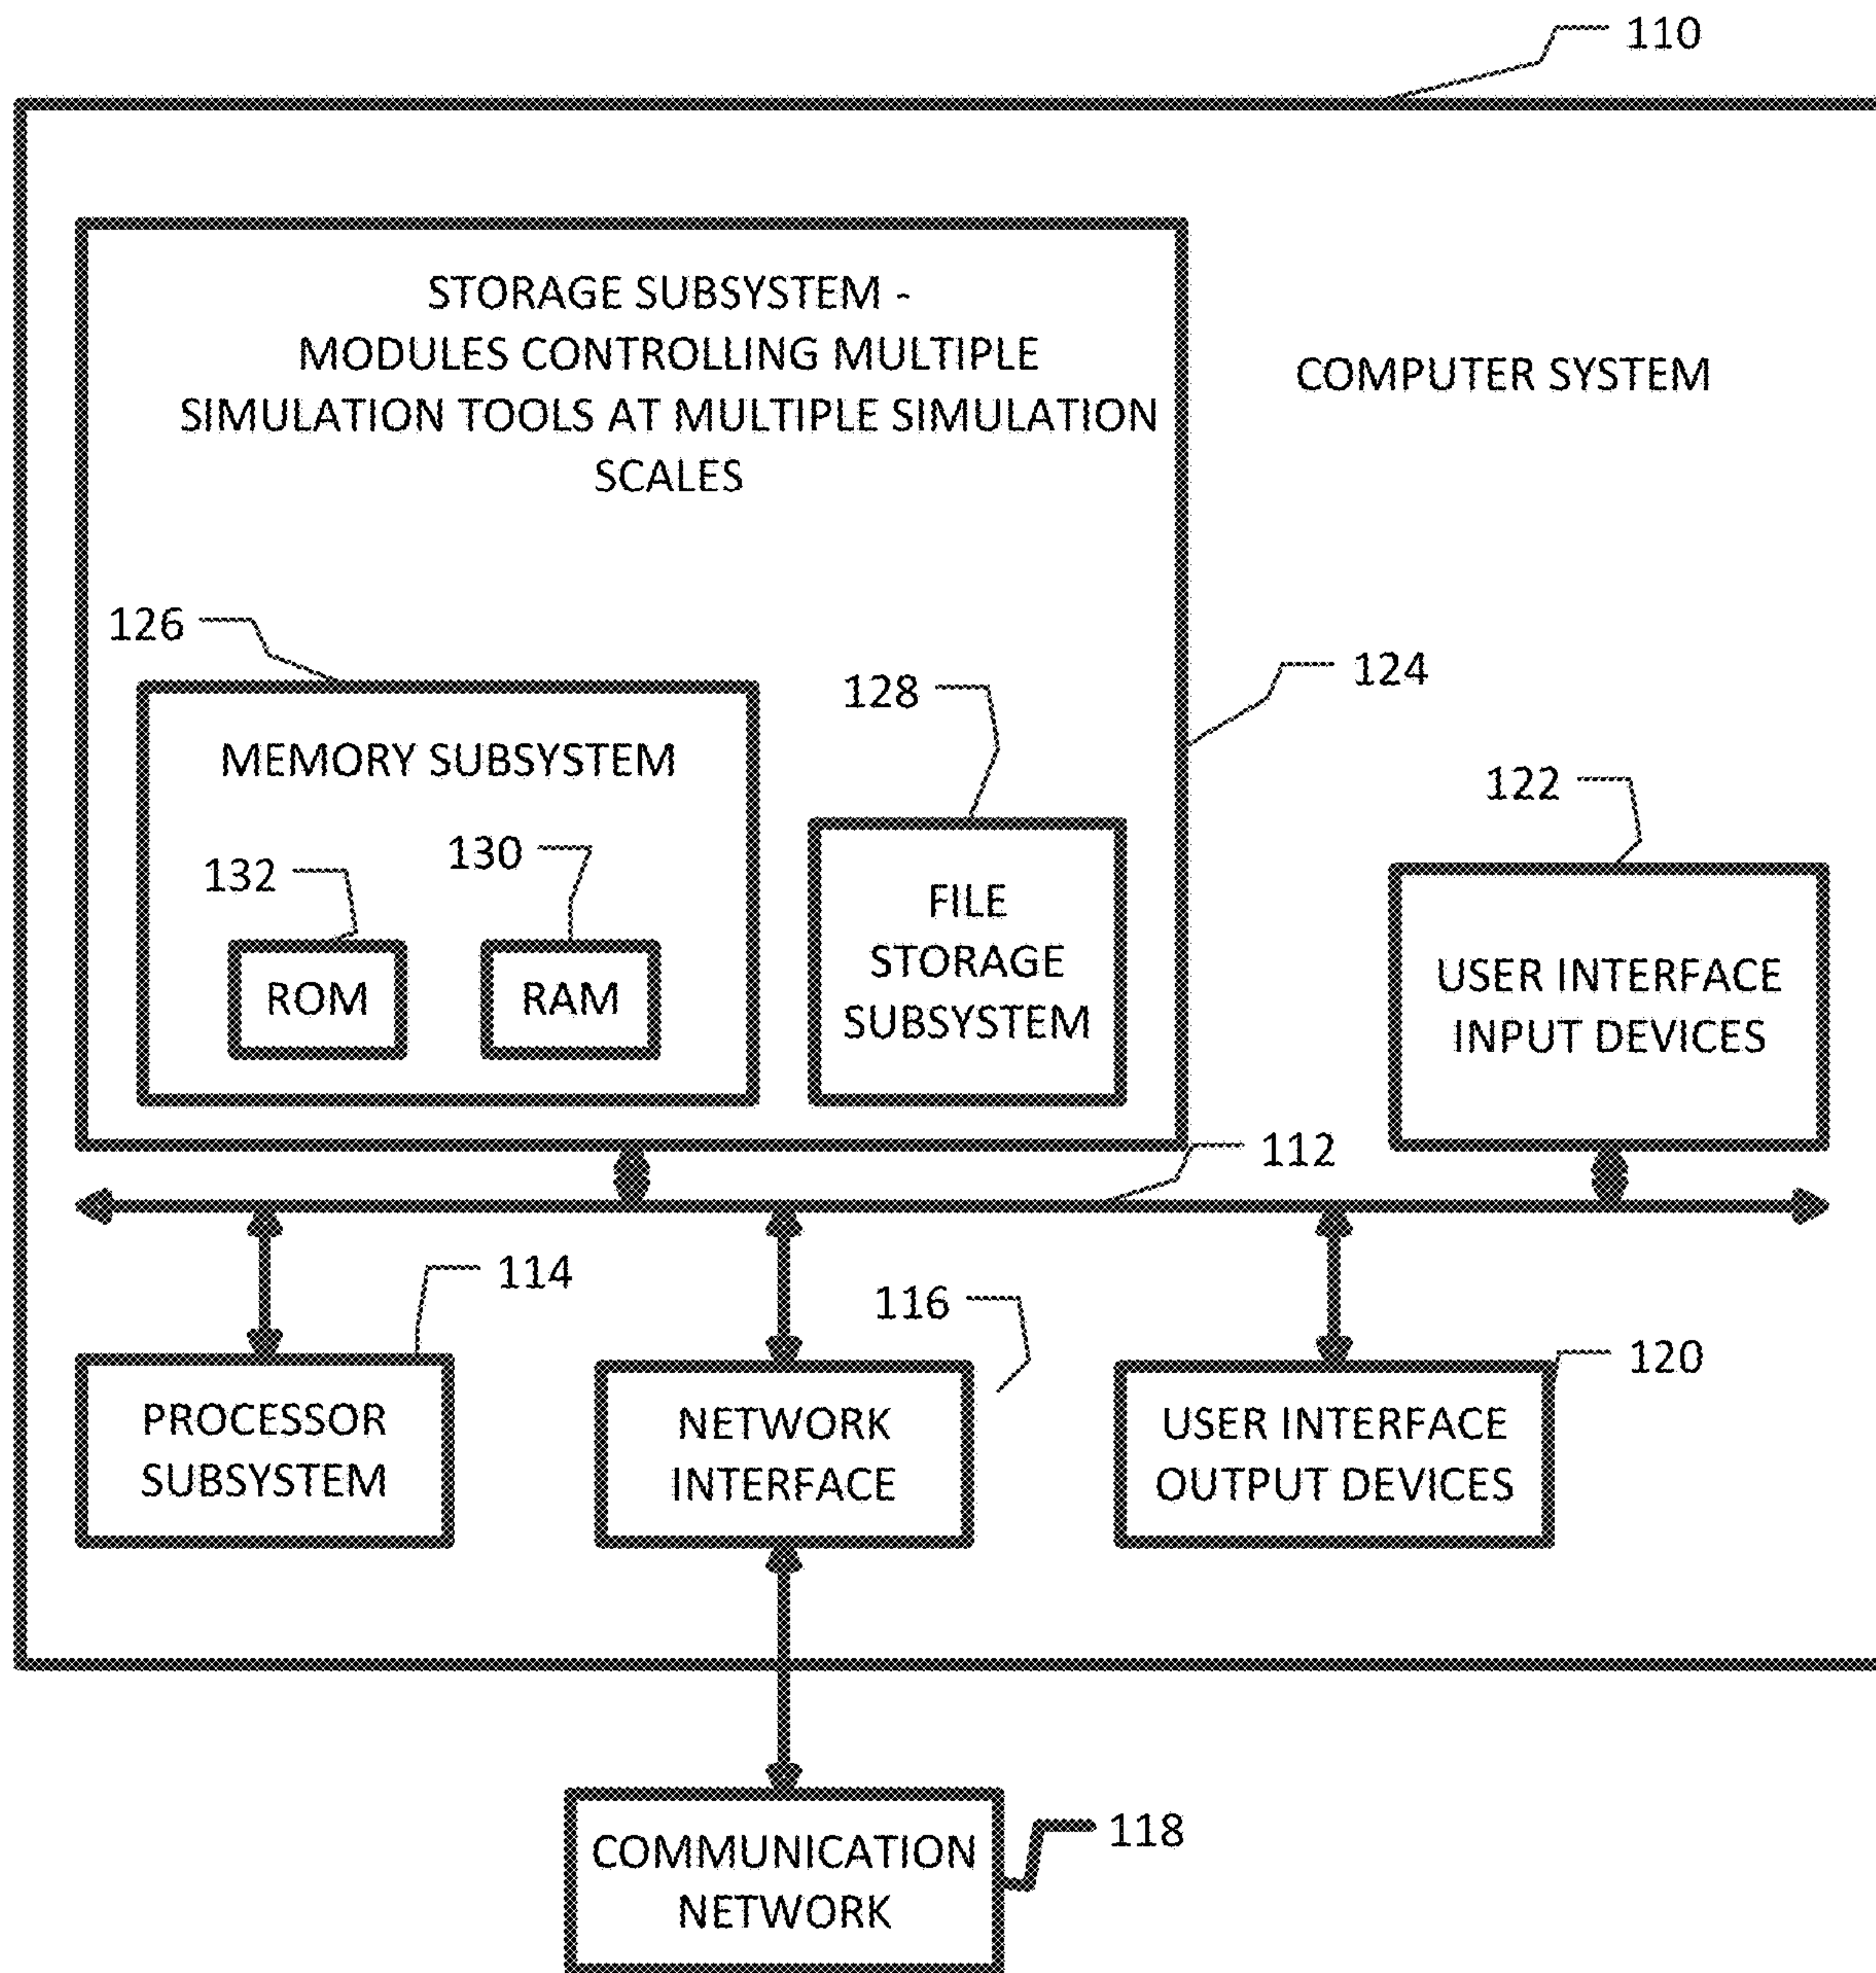 110
STORAGE SUBSYSTEM -
MODULES CONTROLLING MULTIPLE
SIMULATION TOOLS AT MULTIPLE SIMULATION
SCALES
COMPUTER SYSTEM
126
124
128
MEMORY SUBSYSTEM
122
130
132
FILE
STORAGE
SUBSYSTEM
ROM
RAM
USER INTERFACE
INPUT DEVICES
112
114
116
120
PROCESSOR
SUBSYSTEM
NETWORK
INTERFACE
USER INTERFACE
OUTPUT DEVICES
118
COMMUNICATION
NETWORK